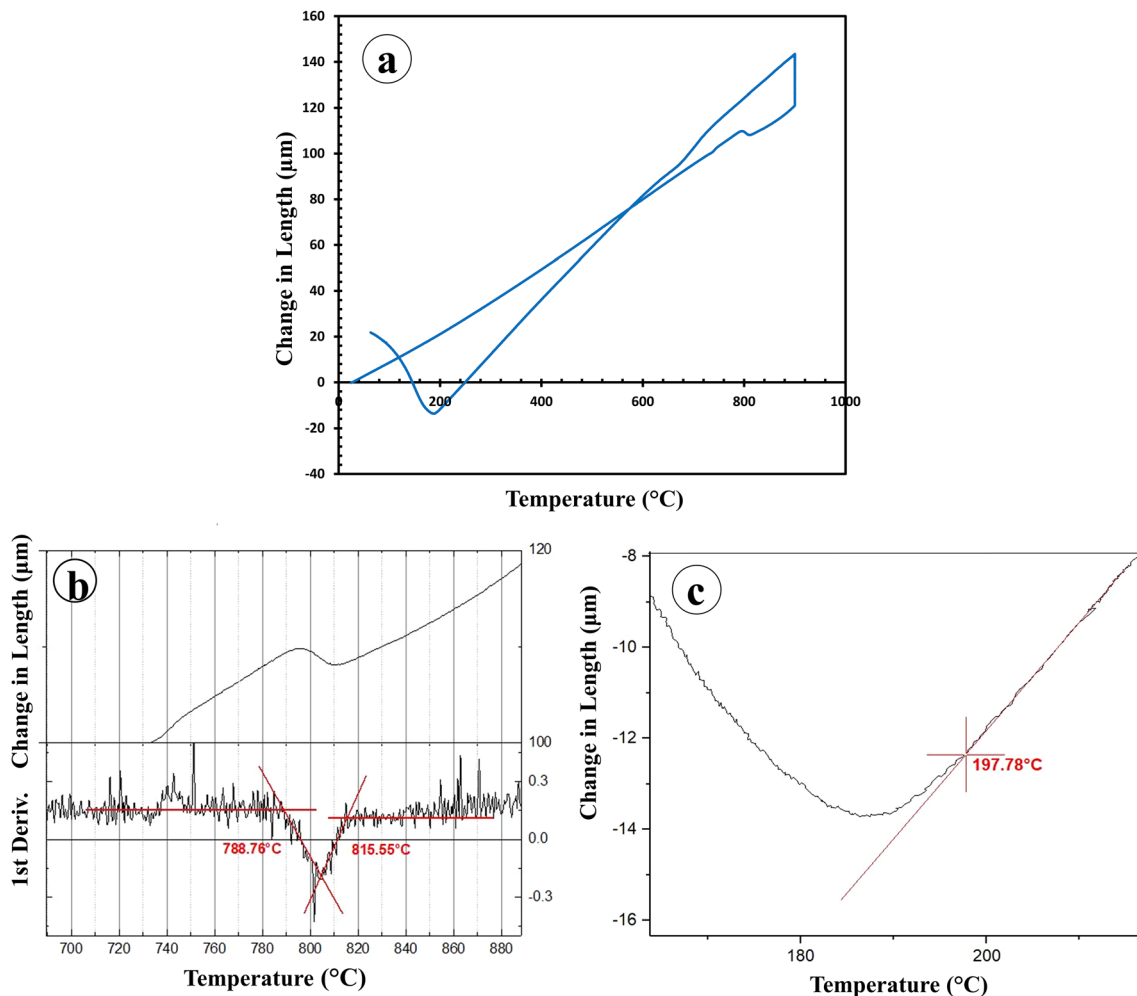 a
160
140
120
100
80
60
40
20
0
-20
-40
0 200 400 600 800 1000
Change in Length (µm)
Temperature (°C)
b
120
100
0.3
0.0
-0.3
Change in Length (µm)
1st Deriv.
788.76°C
815.55°C
700 720 740 760 780 800 820 840 860 880
Temperature (°C)
c
-8
-10
-12
-14
-16
Change in Length (µm)
197.78°C
180 200
Temperature (°C)